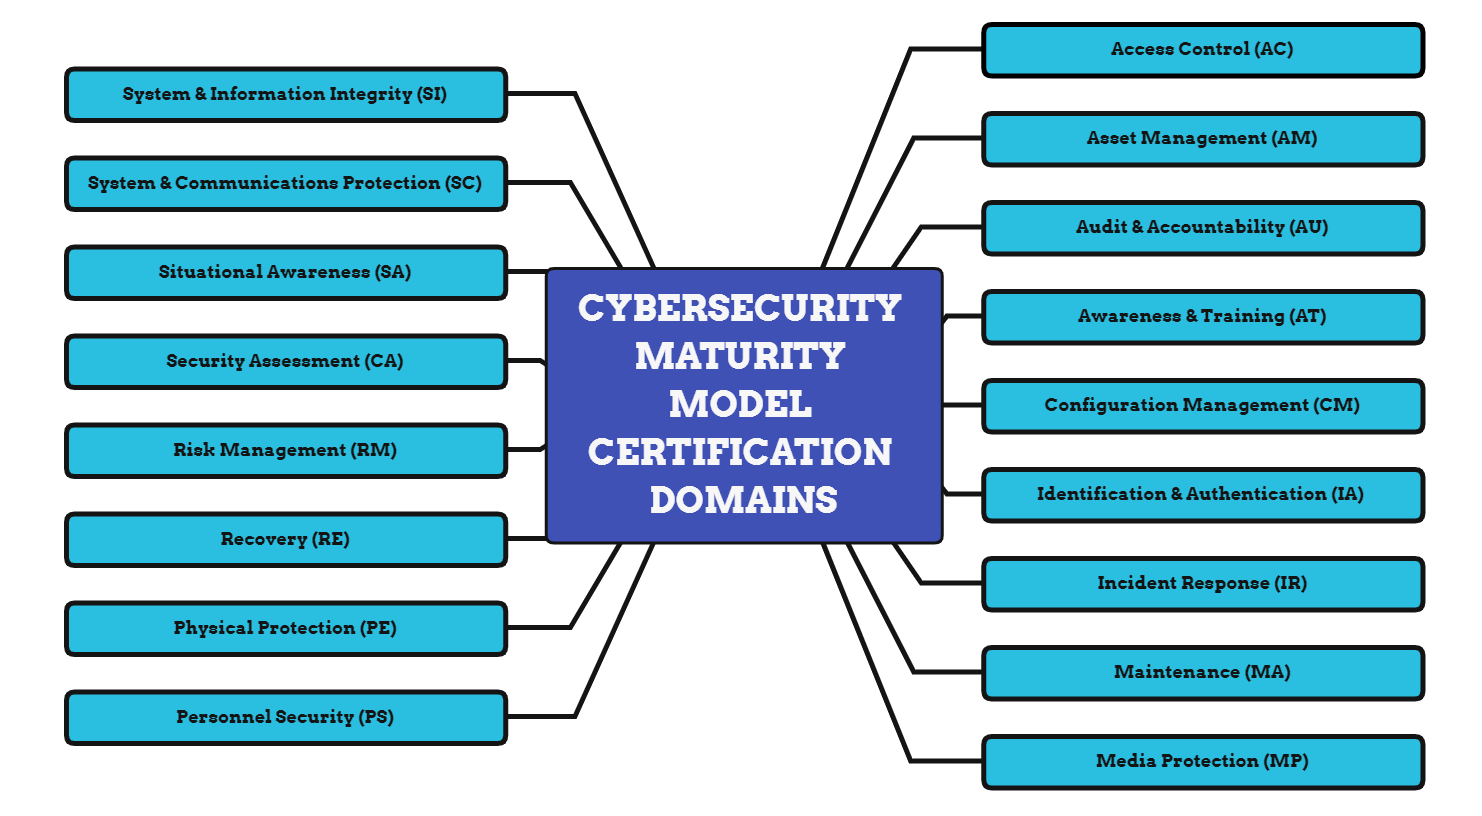 CYBERSECURITY
MATURITY
MODEL
CERTIFICATION
DOMAINS
Access Control (AC)
Asset Management (AM)
Audit & Accountability (AU)
Awareness & Training (AT)
Configuration Management (CM)
Identification & Authentication (IA)
Incident Response (IR)
Maintenance (MA)
Media Protection (MP)
System & Information Integrity (SI)
System & Communications Protection (SC)
Situational Awareness (SA)
Security Assessment (CA)
Risk Management (RM)
Recovery (RE)
Physical Protection (PE)
Personnel Security (PS)